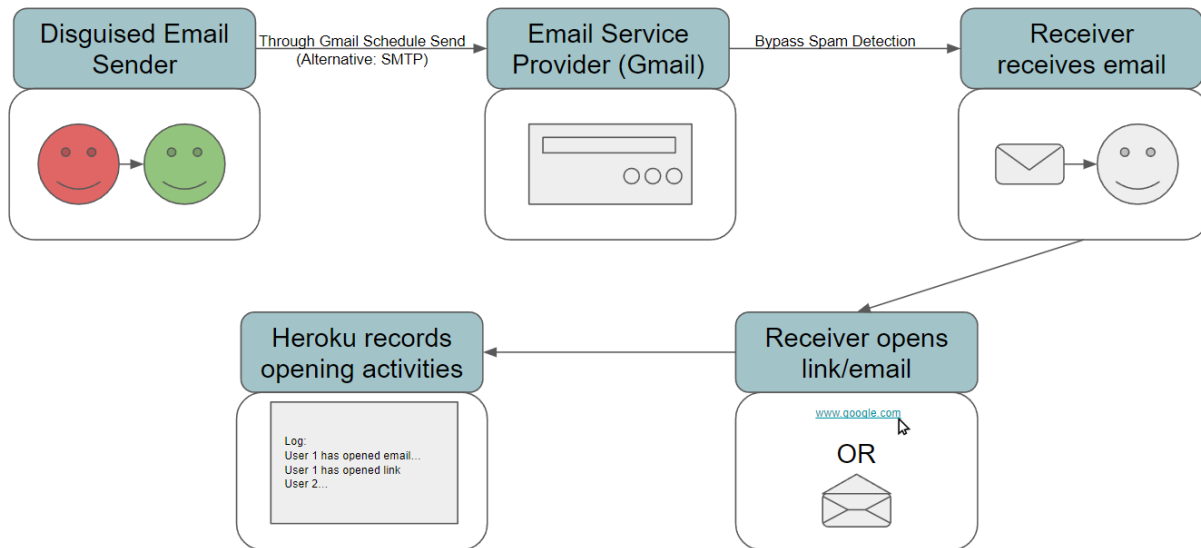 Disguised Email
Sender
Through Gmail Schedule Send
(Alternative: SMTP)
Email Service
Provider (Gmail)
Bypass Spam Detection
Receiver
receives email
Heroku records
opening activities
Log:
User 1 has opened email...
User 1 has opened link
User 2...
Receiver opens
link/email
www.google.com
OR